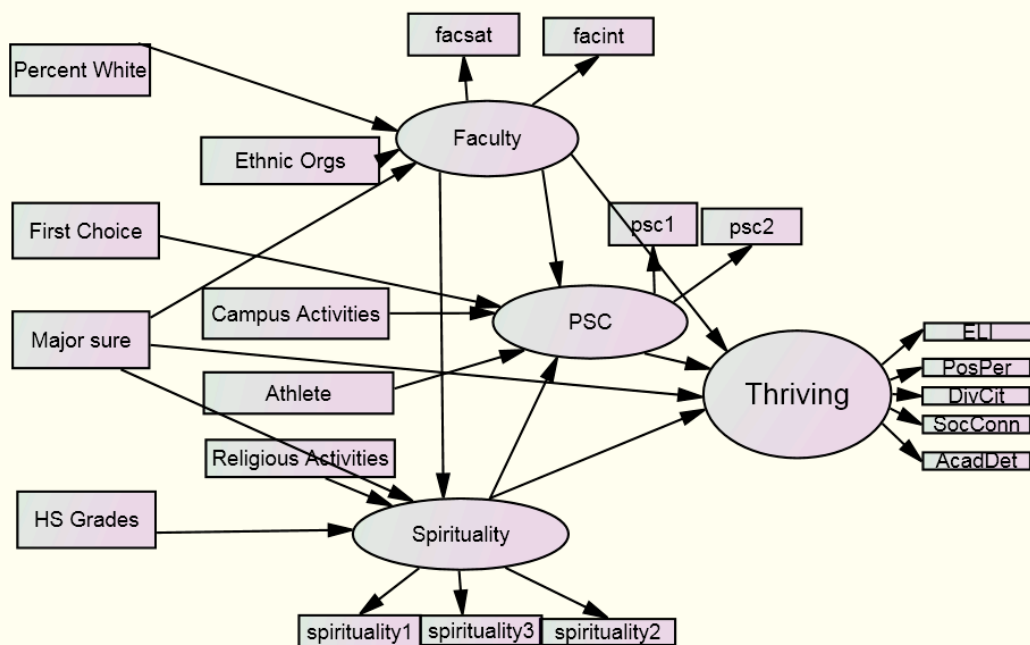 facsat
facint
Percent White
Faculty
Ethnic Orgs
First Choice
psc1
psc2
Campus Activities
PSC
Major sure
ELI
PosPer
Athlete
Thriving
DivCit
SocConn
Religious Activities
AcadDet
HS Grades
Spirituality
spirituality1
spirituality3
spirituality2